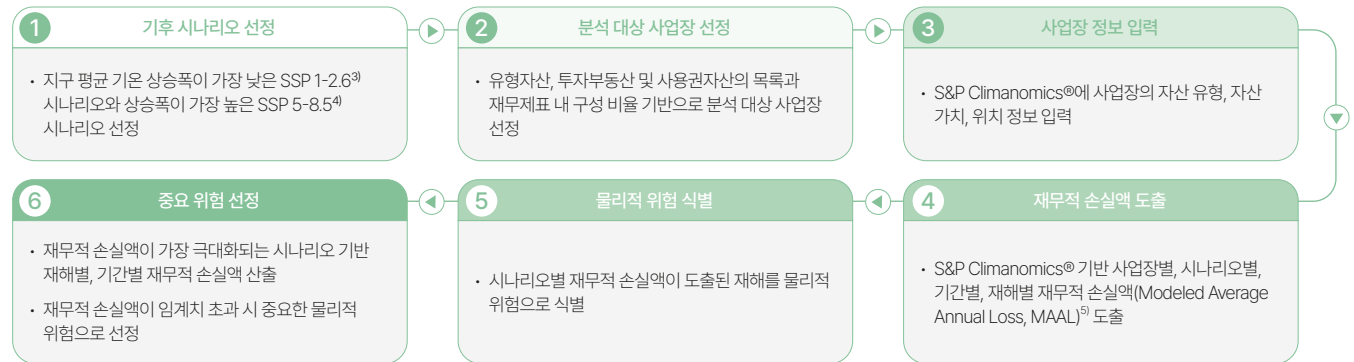 1
기후 시나리오 선정
• 지구 평균 기온 상승폭이 가장 낮은 SSP 1-2.6³⁾
시나리오와 상승폭이 가장 높은 SSP 5-8.5⁴⁾
시나리오 선정
2
분석 대상 사업장 선정
• 유형자산, 투자부동산 및 사용권자산의 목록과
재무제표 내 구성 비율 기반으로 분석 대상 사업장
선정
3
사업장 정보 입력
• S&P Climanomics®에 사업장의 자산 유형, 자산
가치, 위치 정보 입력
4
재무적 손실액 도출
• S&P Climanomics® 기반 사업장별, 시나리오별,
기간별, 재해별 재무적 손실액(Modeled Average
Annual Loss, MAAL)⁵⁾ 도출
5
물리적 위험 식별
• 시나리오별 재무적 손실액이 도출된 재해를 물리적
위험으로 식별
6
중요 위험 선정
• 재무적 손실액이 가장 극대화되는 시나리오 기반
재해별, 기간별 재무적 손실액 산출
• 재무적 손실액이 임계치 초과 시 중요한 물리적
위험으로 선정